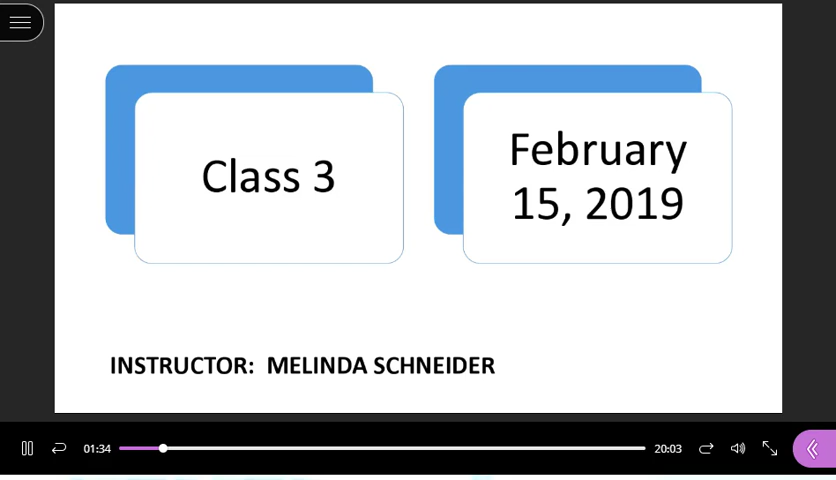 Class 3
February
15, 2019
INSTRUCTOR:  MELINDA SCHNEIDER
01:34
20:03